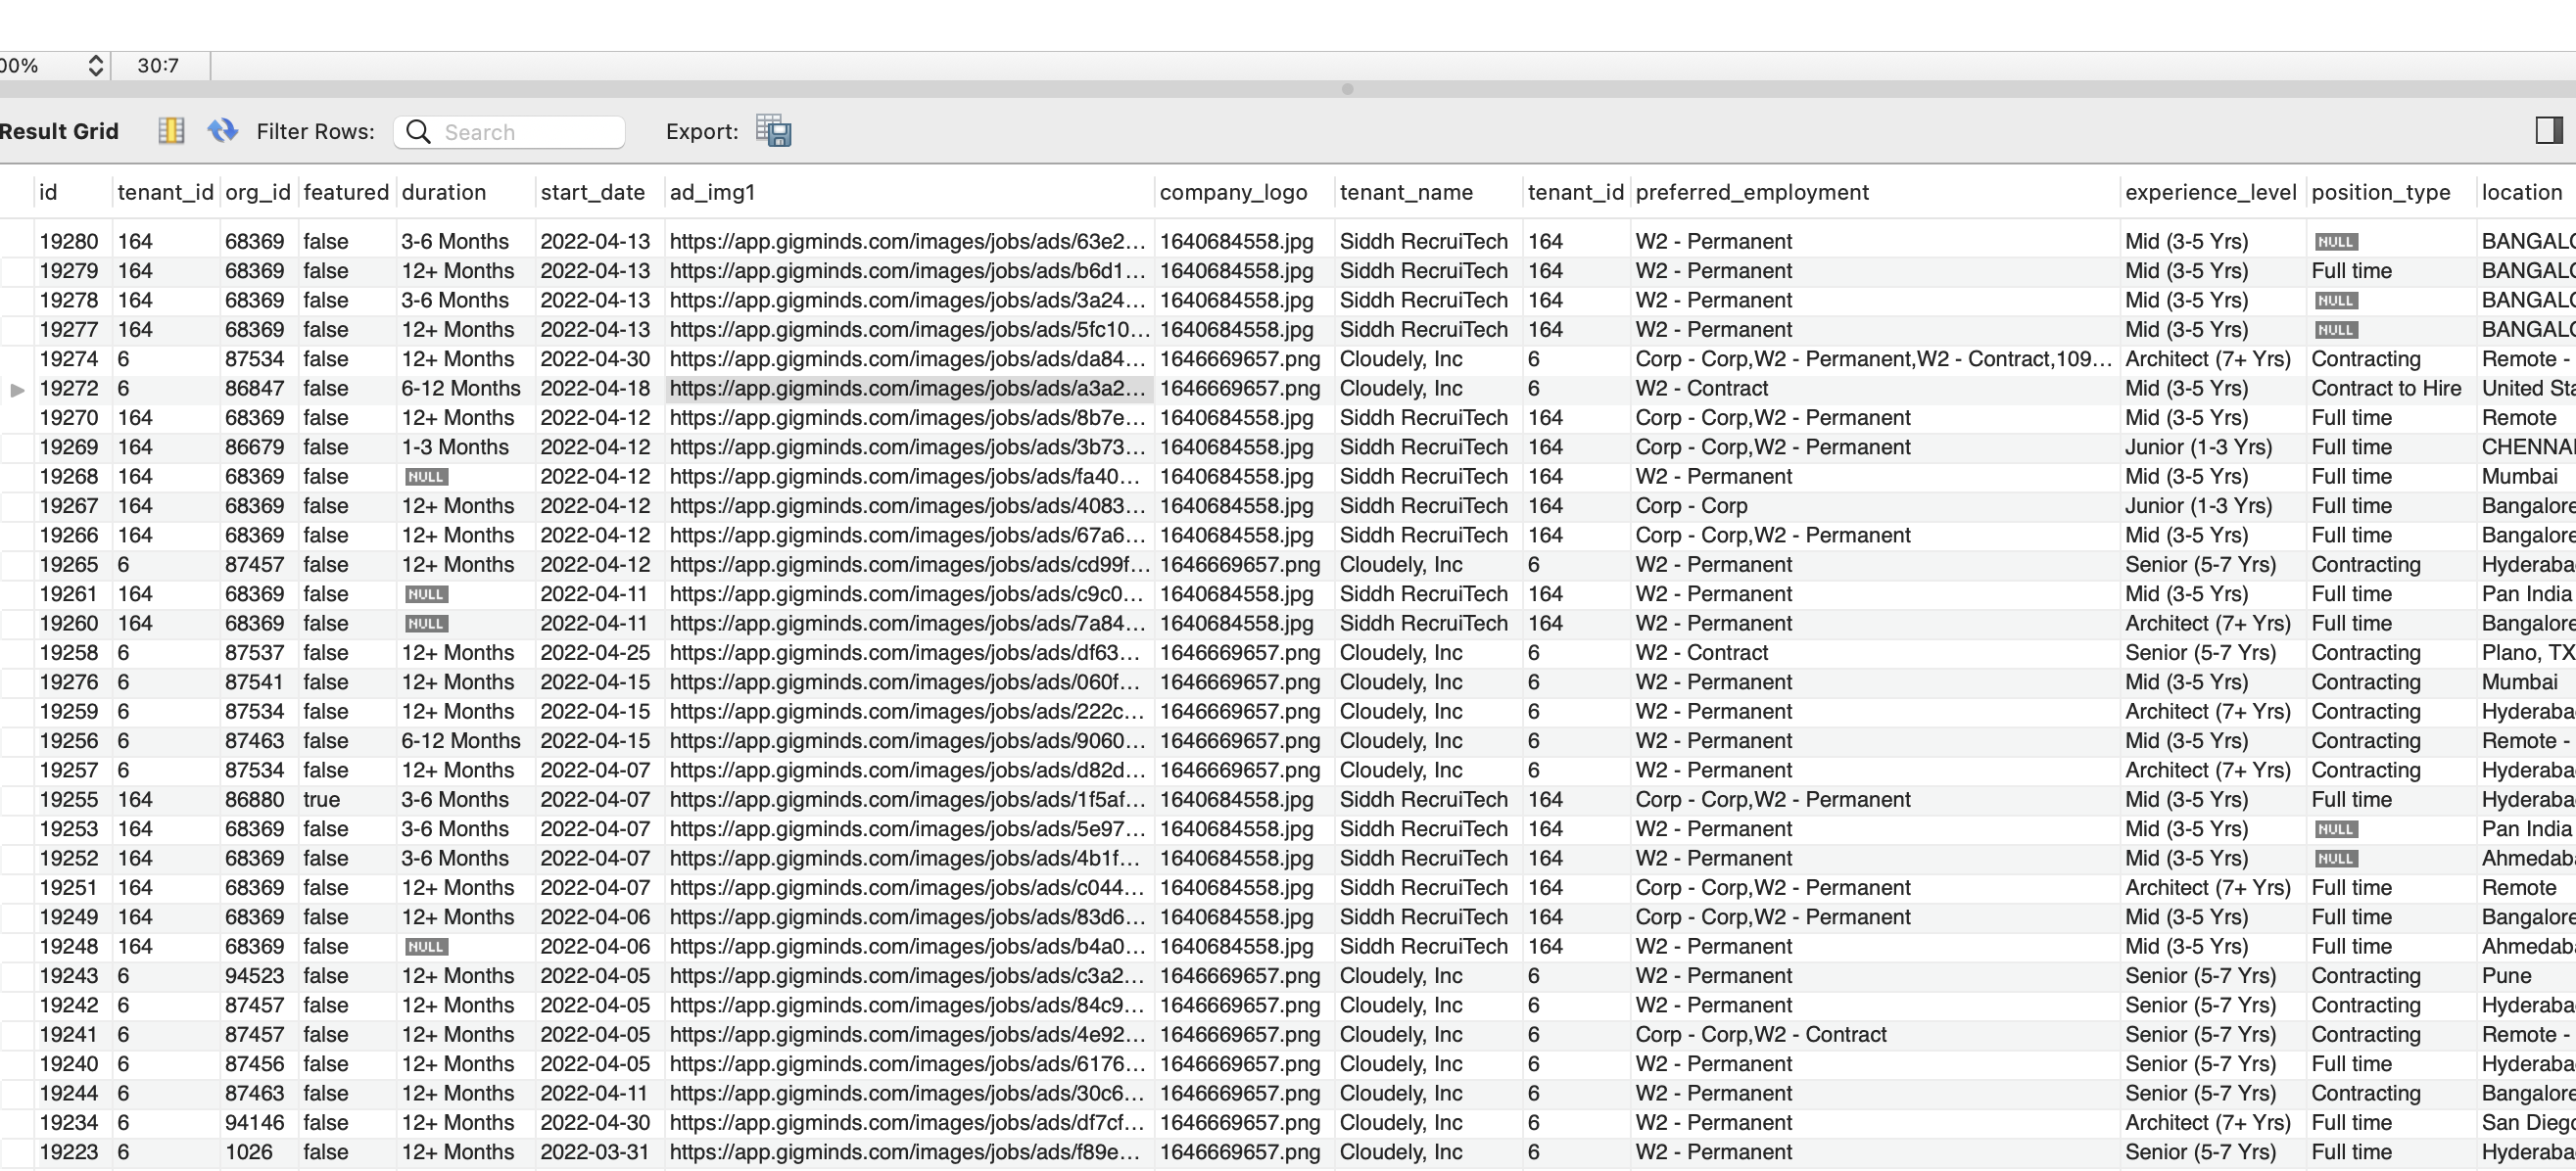 00% 30:7
Result Grid Filter Rows: Search Export:
id tenant_id org_id featured duration start_date ad_img1 company_logo tenant_name tenant_id preferred_employment experience_level position_type location
19280 164 68369 false 3-6 Months 2022-04-13 https://app.gigminds.com/images/jobs/ads/63e2... 1640684558.jpg Siddh RecruiTech 164 W2 - Permanent Mid (3-5 Yrs) NULL BANGALO
19279 164 68369 false 12+ Months 2022-04-13 https://app.gigminds.com/images/jobs/ads/b6d1... 1640684558.jpg Siddh RecruiTech 164 W2 - Permanent Mid (3-5 Yrs) Full time BANGALO
19278 164 68369 false 3-6 Months 2022-04-13 https://app.gigminds.com/images/jobs/ads/3a24... 1640684558.jpg Siddh RecruiTech 164 W2 - Permanent Mid (3-5 Yrs) NULL BANGALO
19277 164 68369 false 12+ Months 2022-04-13 https://app.gigminds.com/images/jobs/ads/5fc10... 1640684558.jpg Siddh RecruiTech 164 W2 - Permanent Mid (3-5 Yrs) NULL BANGALO
19274 6 87534 false 12+ Months 2022-04-30 https://app.gigminds.com/images/jobs/ads/da84... 1646669657.png Cloudely, Inc 6 Corp - Corp,W2 - Permanent,W2 - Contract,109... Architect (7+ Yrs) Contracting Remote -
19272 6 86847 false 6-12 Months 2022-04-18 https://app.gigminds.com/images/jobs/ads/a3a2... 1646669657.png Cloudely, Inc 6 W2 - Contract Mid (3-5 Yrs) Contract to Hire United Sta
19270 164 68369 false 12+ Months 2022-04-12 https://app.gigminds.com/images/jobs/ads/8b7e... 1640684558.jpg Siddh RecruiTech 164 Corp - Corp,W2 - Permanent Mid (3-5 Yrs) Full time Remote
19269 164 86679 false 1-3 Months 2022-04-12 https://app.gigminds.com/images/jobs/ads/3b73... 1640684558.jpg Siddh RecruiTech 164 Corp - Corp,W2 - Permanent Junior (1-3 Yrs) Full time CHENNAI
19268 164 68369 false NULL 2022-04-12 https://app.gigminds.com/images/jobs/ads/fa40... 1640684558.jpg Siddh RecruiTech 164 W2 - Permanent Mid (3-5 Yrs) Full time Mumbai
19267 164 68369 false 12+ Months 2022-04-12 https://app.gigminds.com/images/jobs/ads/4083... 1640684558.jpg Siddh RecruiTech 164 Corp - Corp Junior (1-3 Yrs) Full time Bangalore
19266 164 68369 false 12+ Months 2022-04-12 https://app.gigminds.com/images/jobs/ads/67a6... 1640684558.jpg Siddh RecruiTech 164 Corp - Corp,W2 - Permanent Mid (3-5 Yrs) Full time Bangalore
19265 6 87457 false 12+ Months 2022-04-12 https://app.gigminds.com/images/jobs/ads/cd99f... 1646669657.png Cloudely, Inc 6 W2 - Permanent Senior (5-7 Yrs) Contracting Hyderaba
19261 164 68369 false NULL 2022-04-11 https://app.gigminds.com/images/jobs/ads/c9c0... 1640684558.jpg Siddh RecruiTech 164 W2 - Permanent Mid (3-5 Yrs) Full time Pan India
19260 164 68369 false NULL 2022-04-11 https://app.gigminds.com/images/jobs/ads/7a84... 1640684558.jpg Siddh RecruiTech 164 W2 - Permanent Architect (7+ Yrs) Full time Bangalore
19258 6 87537 false 12+ Months 2022-04-25 https://app.gigminds.com/images/jobs/ads/df63... 1646669657.png Cloudely, Inc 6 W2 - Contract Senior (5-7 Yrs) Contracting Plano, TX
19276 6 87541 false 12+ Months 2022-04-15 https://app.gigminds.com/images/jobs/ads/060f... 1646669657.png Cloudely, Inc 6 W2 - Permanent Mid (3-5 Yrs) Contracting Mumbai
19259 6 87534 false 12+ Months 2022-04-15 https://app.gigminds.com/images/jobs/ads/222c... 1646669657.png Cloudely, Inc 6 W2 - Permanent Architect (7+ Yrs) Contracting Hyderaba
19256 6 87463 false 6-12 Months 2022-04-15 https://app.gigminds.com/images/jobs/ads/9060... 1646669657.png Cloudely, Inc 6 W2 - Permanent Mid (3-5 Yrs) Contracting Remote -
19257 6 87534 false 12+ Months 2022-04-07 https://app.gigminds.com/images/jobs/ads/d82d... 1646669657.png Cloudely, Inc 6 W2 - Permanent Architect (7+ Yrs) Contracting Hyderaba
19255 164 86880 true 3-6 Months 2022-04-07 https://app.gigminds.com/images/jobs/ads/1f5af... 1640684558.jpg Siddh RecruiTech 164 Corp - Corp,W2 - Permanent Mid (3-5 Yrs) Full time Hyderaba
19253 164 68369 false 3-6 Months 2022-04-07 https://app.gigminds.com/images/jobs/ads/5e97... 1640684558.jpg Siddh RecruiTech 164 W2 - Permanent Mid (3-5 Yrs) NULL Pan India
19252 164 68369 false 3-6 Months 2022-04-07 https://app.gigminds.com/images/jobs/ads/4b1f... 1640684558.jpg Siddh RecruiTech 164 W2 - Permanent Mid (3-5 Yrs) NULL Ahmedaba
19251 164 68369 false 12+ Months 2022-04-07 https://app.gigminds.com/images/jobs/ads/c044... 1640684558.jpg Siddh RecruiTech 164 Corp - Corp,W2 - Permanent Architect (7+ Yrs) Full time Remote
19249 164 68369 false 12+ Months 2022-04-06 https://app.gigminds.com/images/jobs/ads/83d6... 1640684558.jpg Siddh RecruiTech 164 Corp - Corp,W2 - Permanent Mid (3-5 Yrs) Full time Bangalore
19248 164 68369 false NULL 2022-04-06 https://app.gigminds.com/images/jobs/ads/b4a0... 1640684558.jpg Siddh RecruiTech 164 W2 - Permanent Mid (3-5 Yrs) Full time Ahmedaba
19243 6 94523 false 12+ Months 2022-04-05 https://app.gigminds.com/images/jobs/ads/c3a2... 1646669657.png Cloudely, Inc 6 W2 - Permanent Senior (5-7 Yrs) Contracting Pune
19242 6 87457 false 12+ Months 2022-04-05 https://app.gigminds.com/images/jobs/ads/84c9... 1646669657.png Cloudely, Inc 6 W2 - Permanent Senior (5-7 Yrs) Contracting Hyderaba
19241 6 87457 false 12+ Months 2022-04-05 https://app.gigminds.com/images/jobs/ads/4e92... 1646669657.png Cloudely, Inc 6 Corp - Corp,W2 - Contract Senior (5-7 Yrs) Contracting Remote -
19240 6 87456 false 12+ Months 2022-04-05 https://app.gigminds.com/images/jobs/ads/6176... 1646669657.png Cloudely, Inc 6 W2 - Permanent Senior (5-7 Yrs) Full time Hyderaba
19244 6 87463 false 12+ Months 2022-04-11 https://app.gigminds.com/images/jobs/ads/30c6... 1646669657.png Cloudely, Inc 6 W2 - Permanent Senior (5-7 Yrs) Contracting Bangalore
19234 6 94146 false 12+ Months 2022-04-30 https://app.gigminds.com/images/jobs/ads/df7cf... 1646669657.png Cloudely, Inc 6 W2 - Permanent Architect (7+ Yrs) Full time San Diego
19223 6 1026 false 12+ Months 2022-03-31 https://app.gigminds.com/images/jobs/ads/f89e... 1646669657.png Cloudely, Inc 6 W2 - Permanent Mid (3-5 Yrs) Full time Hyderaba